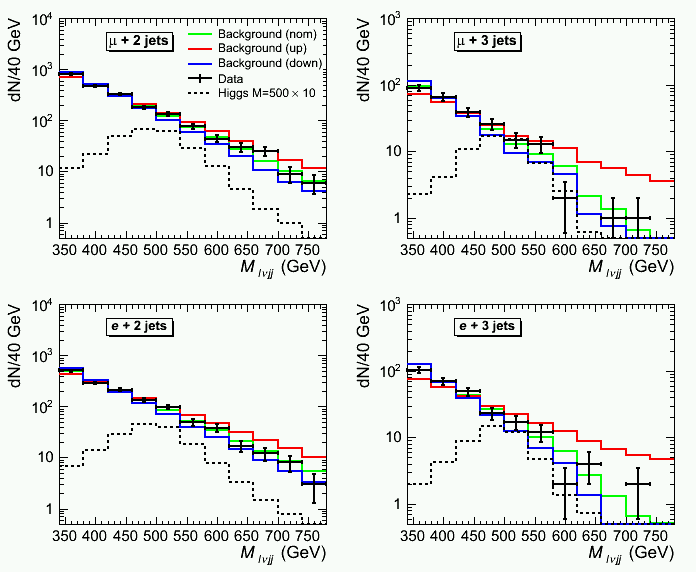 dN/40 GeV
10⁴
10³
10²
10
1
μ + 2 jets
Background (nom)
Background (up)
Background (down)
Data
Higgs M=500 × 10
350 400 450 500 550 600 650 700 750
M lνjj (GeV)
dN/40 GeV
10³
10²
10
1
μ + 3 jets
350 400 450 500 550 600 650 700 750
M lνjj (GeV)
dN/40 GeV
10⁴
10³
10²
10
1
e + 2 jets
350 400 450 500 550 600 650 700 750
M lνjj (GeV)
dN/40 GeV
10³
10²
10
1
e + 3 jets
350 400 450 500 550 600 650 700 750
M lνjj (GeV)